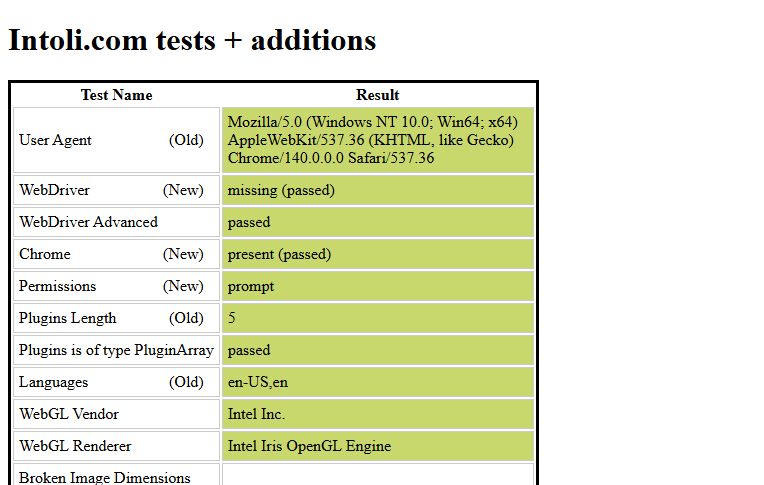 Intoli.com tests + additions
Test Name Result
User Agent (Old) Mozilla/5.0 (Windows NT 10.0; Win64; x64)
AppleWebKit/537.36 (KHTML, like Gecko)
Chrome/140.0.0.0 Safari/537.36
WebDriver (New) missing (passed)
WebDriver Advanced passed
Chrome (New) present (passed)
Permissions (New) prompt
Plugins Length (Old) 5
Plugins is of type PluginArray passed
Languages (Old) en-US,en
WebGL Vendor Intel Inc.
WebGL Renderer Intel Iris OpenGL Engine
Broken Image Dimensions